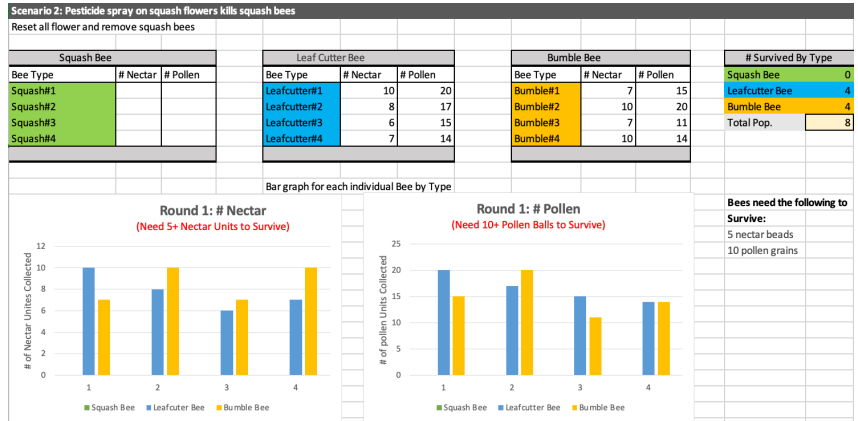 Scenario 2: Pesticide spray on squash flowers kills squash bees
Reset all flower and remove squash bees
Squash Bee Leaf Cutter Bee Bumble Bee # Survived By Type
Bee Type # Nectar # Pollen Bee Type # Nectar # Pollen Bee Type # Nectar # Pollen Squash Bee 0
Squash#1 Leafcutter#1 10 20 Bumble#1 7 15 Leafcutter Bee 4
Squash#2 Leafcutter#2 8 17 Bumble#2 10 20 Bumble Bee 4
Squash#3 Leafcutter#3 6 15 Bumble#3 7 11 Total Pop. 8
Squash#4 Leafcutter#4 7 14 Bumble#4 10 14
Bar graph for each individual Bee by Type
Round 1: # Nectar
(Need 5+ Nectar Units to Survive)
# of Nectar Unites Collected
12
10
8
6
4
2
0
1 2 3 4
Squash Bee Leafcuter Bee Bumble Bee
Round 1: # Pollen
(Need 10+ Pollen Balls to Survive)
# of pollen Units Collected
25
20
15
10
5
0
1 2 3 4
Squash Bee Leafcuter Bee Bumble Bee
Bees need the following to
Survive:
5 nectar beads
10 pollen grains